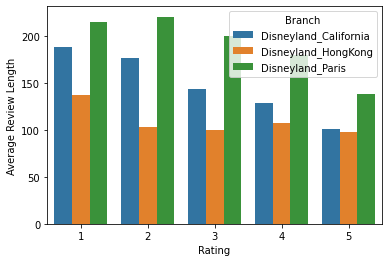 Branch
Disneyland_California
Disneyland_HongKong
Disneyland_Paris
Average Review Length
200
150
100
50
0
1 2 3 4 5
Rating